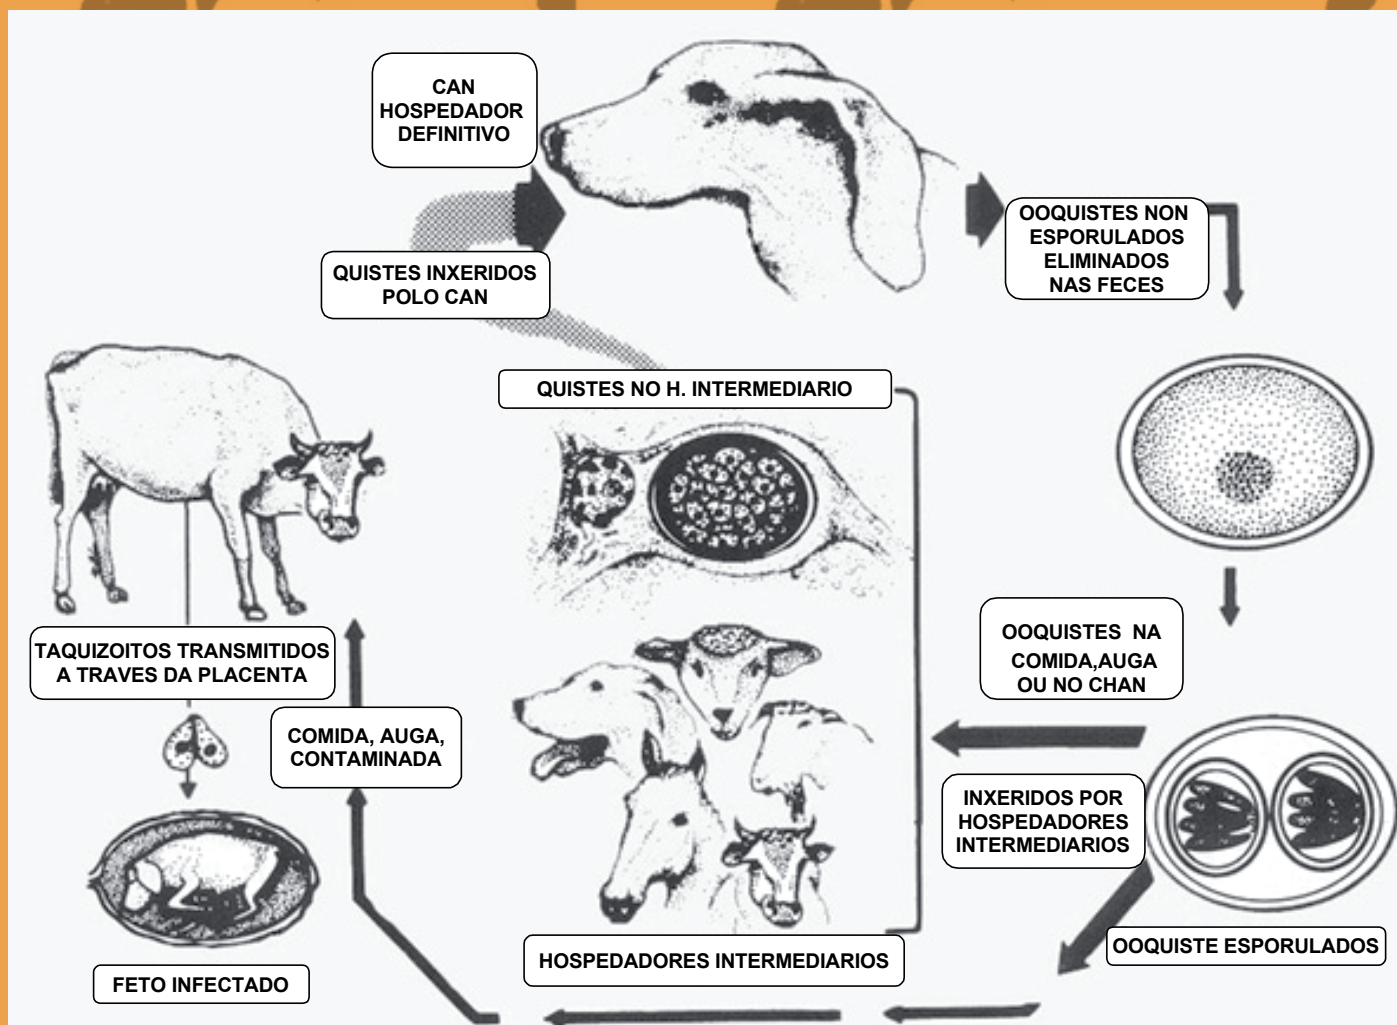 CAN
HOSPEDADOR
DEFINITIVO
OOQUISTES NON
ESPORULADOS
ELIMINADOS
NAS FECES
QUISTES INXERIDOS
POLO CAN
QUISTES NO H. INTERMEDIARIO
OOQUISTES NA
COMIDA,AUGA
OU NO CHAN
TAQUIZOITOS TRANSMITIDOS
A TRAVES DA PLACENTA
COMIDA, AUGA,
CONTAMINADA
INXERIDOS POR
HOSPEDADORES
INTERMEDIARIOS
OOQUISTE ESPORULADOS
HOSPEDADORES INTERMEDIARIOS
FETO INFECTADO